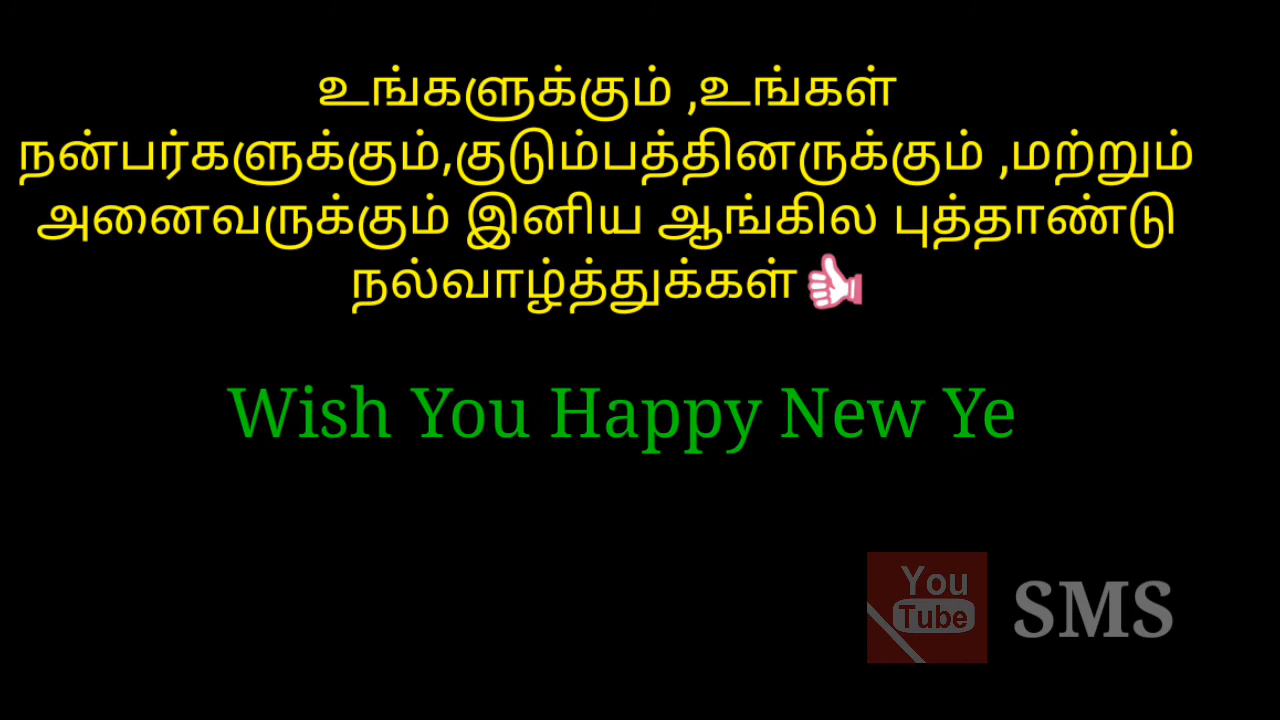 உங்களுக்கும் ,உங்கள்
நன்பர்களுக்கும்,குடும்பத்தினருக்கும் ,மற்றும்
அனைவருக்கும் இனிய ஆங்கில புத்தாண்டு
நல்வாழ்த்துக்கள்👍
Wish You Happy New Ye
You
Tube
SMS